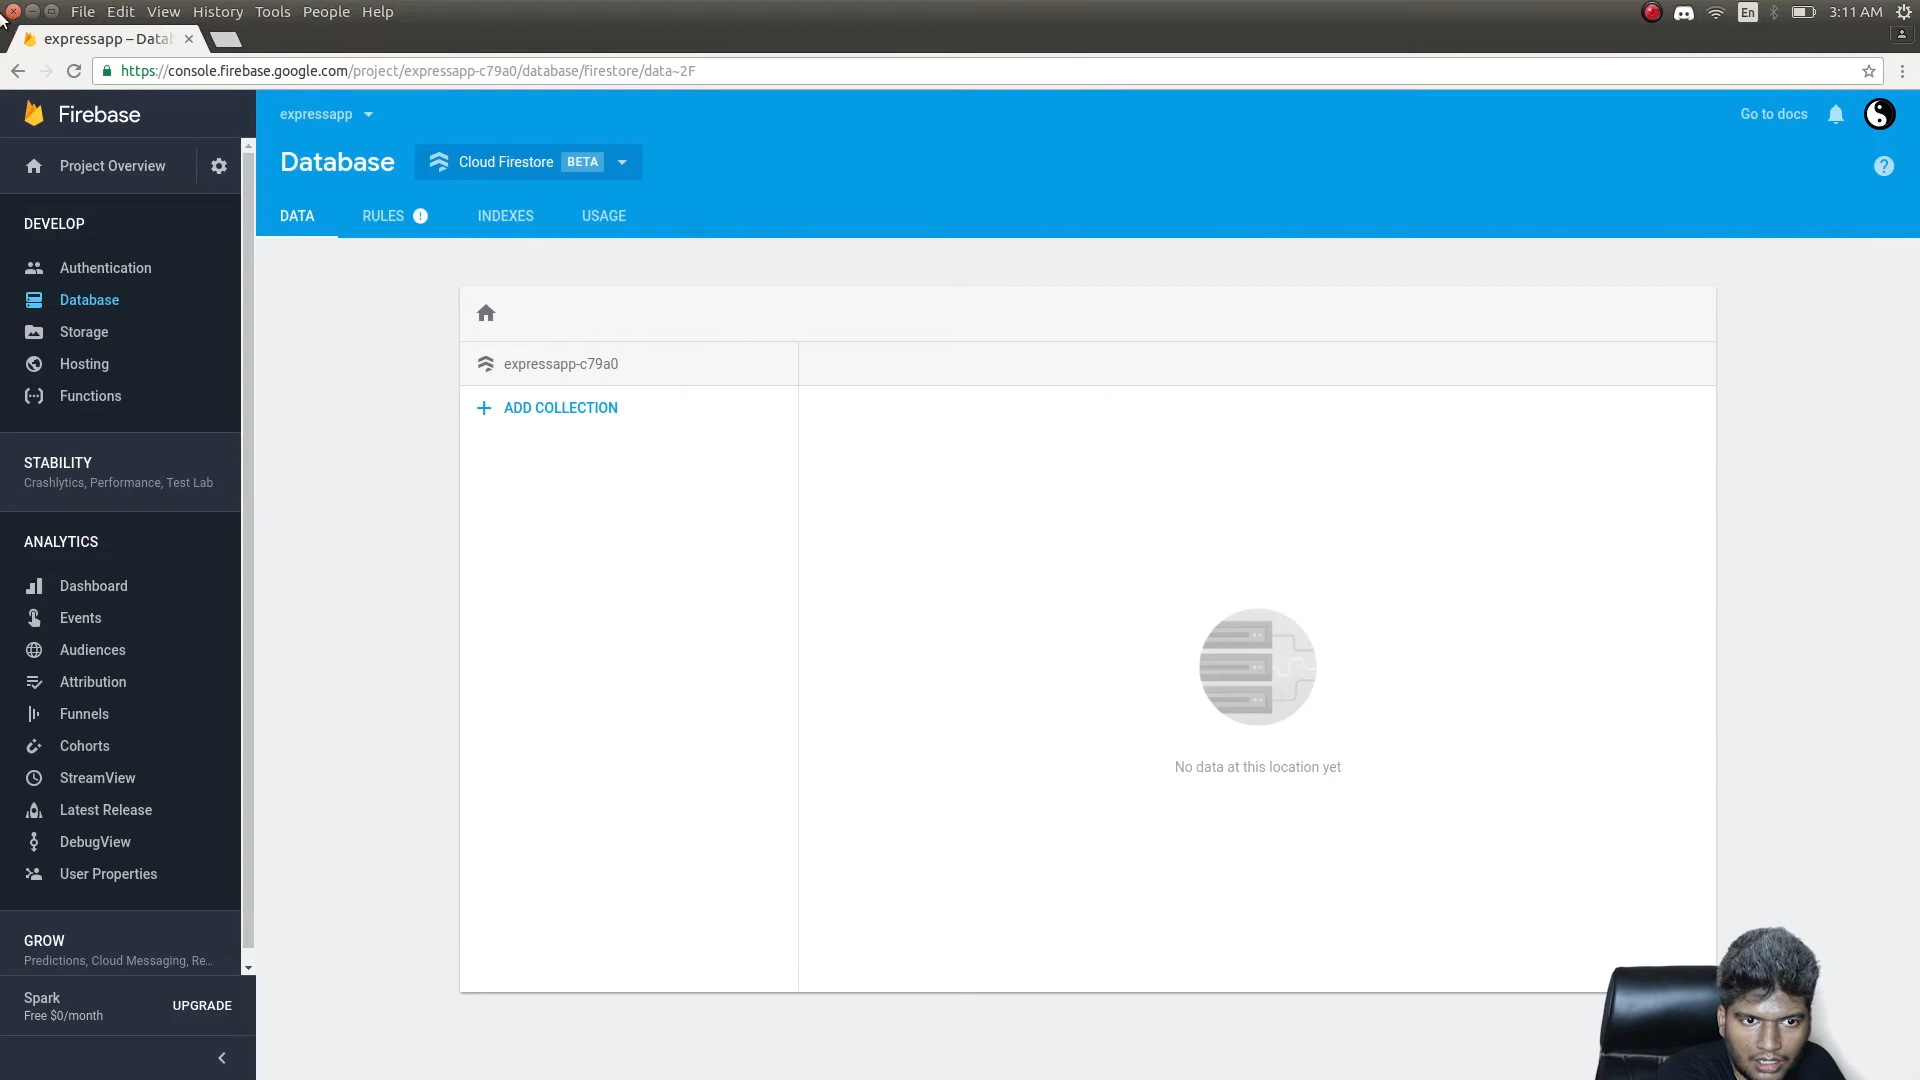 File Edit View History Tools People Help
En 3:11 AM
expressapp – Datab
https://console.firebase.google.com/project/expressapp-c79a0/database/firestore/data~2F
Firebase
expressapp
Go to docs
Project Overview
Database
Cloud Firestore BETA
DATA RULES INDEXES USAGE
DEVELOP
Authentication
Database
Storage
Hosting
Functions
STABILITY
Crashlytics, Performance, Test Lab
ANALYTICS
Dashboard
Events
Audiences
Attribution
Funnels
Cohorts
StreamView
Latest Release
DebugView
User Properties
GROW
Predictions, Cloud Messaging, Re...
Spark
Free $0/month
UPGRADE
expressapp-c79a0
ADD COLLECTION
No data at this location yet